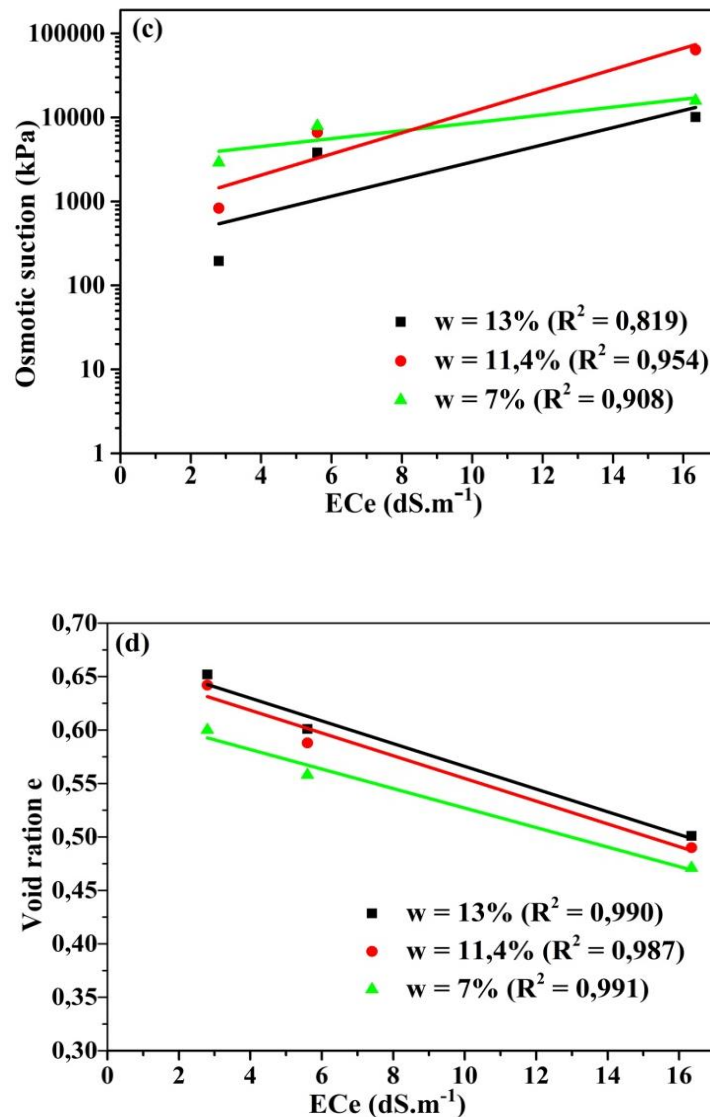 (c)
100000
10000
1000
100
10
1
Osmotic suction (kPa)
w = 13% (R² = 0,819)
w = 11,4% (R² = 0,954)
w = 7% (R² = 0,908)
0 2 4 6 8 10 12 14 16
ECe (dS.m⁻¹)
(d)
0,70
0,65
0,60
0,55
0,50
0,45
0,40
0,35
0,30
Void ration e
w = 13% (R² = 0,990)
w = 11,4% (R² = 0,987)
w = 7% (R² = 0,991)
0 2 4 6 8 10 12 14 16
ECe (dS.m⁻¹)